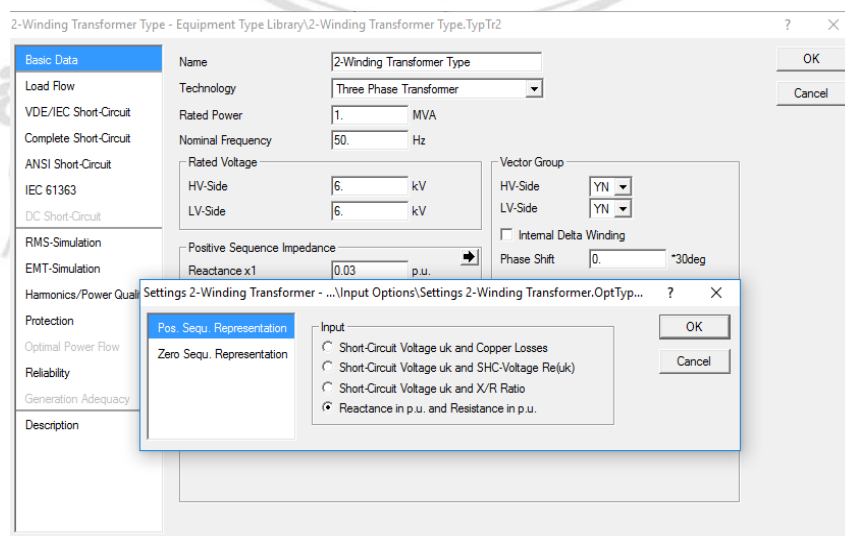 2-Winding Transformer Type - Equipment Type Library\2-Winding Transformer Type.TypTr2 ?
Basic Data
Load Flow
VDE/IEC Short-Circuit
Complete Short-Circuit
ANSI Short-Circuit
IEC 61363
DC Short-Circuit
RMS-Simulation
EMT-Simulation
Harmonics/Power Quali
Protection
Optimal Power Flow
Reliability
Generation Adequacy
Description
Name 2-Winding Transformer Type
Technology Three Phase Transformer
Rated Power 1. MVA
Nominal Frequency 50. Hz
Rated Voltage
HV-Side 6. kV
LV-Side 6. kV
Positive Sequence Impedance
Reactance x1 0.03 p.u.
Vector Group
HV-Side YN
LV-Side YN
Internal Delta Winding
Phase Shift 0. *30deg
OK
Cancel
Settings 2-Winding Transformer - ...\Input Options\Settings 2-Winding Transformer.OptTyp... ?
Pos. Sequ. Representation
Zero Sequ. Representation
Input
Short-Circuit Voltage uk and Copper Losses
Short-Circuit Voltage uk and SHC-Voltage Re(uk)
Short-Circuit Voltage uk and X/R Ratio
Reactance in p.u. and Resistance in p.u.
OK
Cancel